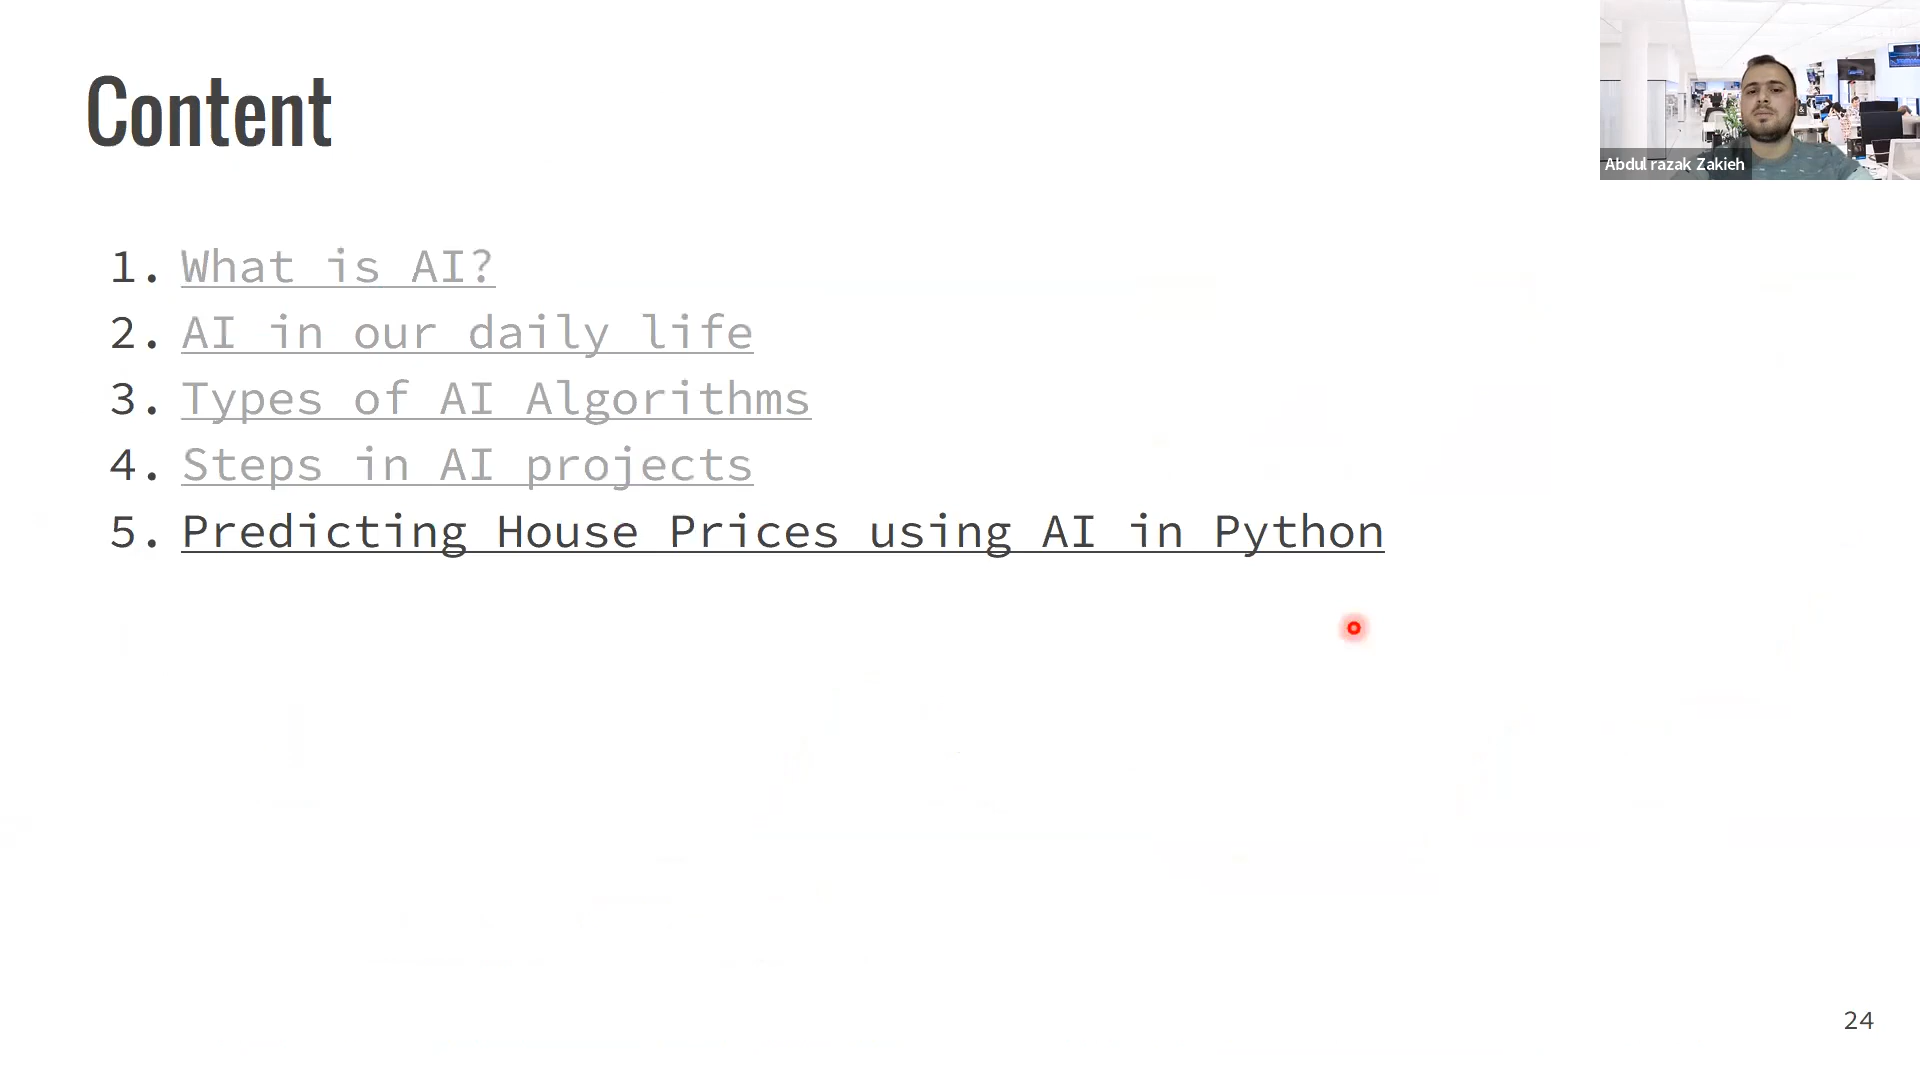 Content
Abdul razak Zakieh
1. What is AI?
2. AI in our daily life
3. Types of AI Algorithms
4. Steps in AI projects
5. Predicting House Prices using AI in Python
24